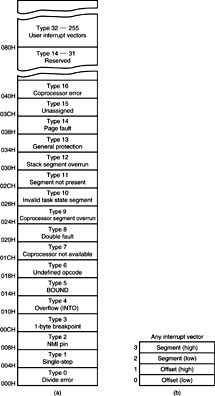 Type 32 — 255
User interrupt vectors
080H
Type 14 — 31
Reserved
Type 16
Coprocessor error
040H
Type 15
Unassigned
03CH
Type 14
Page fault
038H
Type 13
General protection
034H
Type 12
Stack segment overrun
030H
Type 11
Segment not present
02CH
Type 10
Invalid task state segment
028H
Type 9
Coprocessor segment overrun
024H
Type 8
Double fault
020H
Type 7
Coprocessor not available
01CH
Type 6
Undefined opcode
018H
Type 5
BOUND
014H
Type 4
Overflow (INTO)
010H
Type 3
1-byte breakpoint
00CH
Type 2
NMI pin
008H
Type 1
Single-step
004H
Type 0
Divide error
000H
(a)
Any interrupt vector
3 Segment (high)
2 Segment (low)
1 Offset (high)
0 Offset (low)
(b)